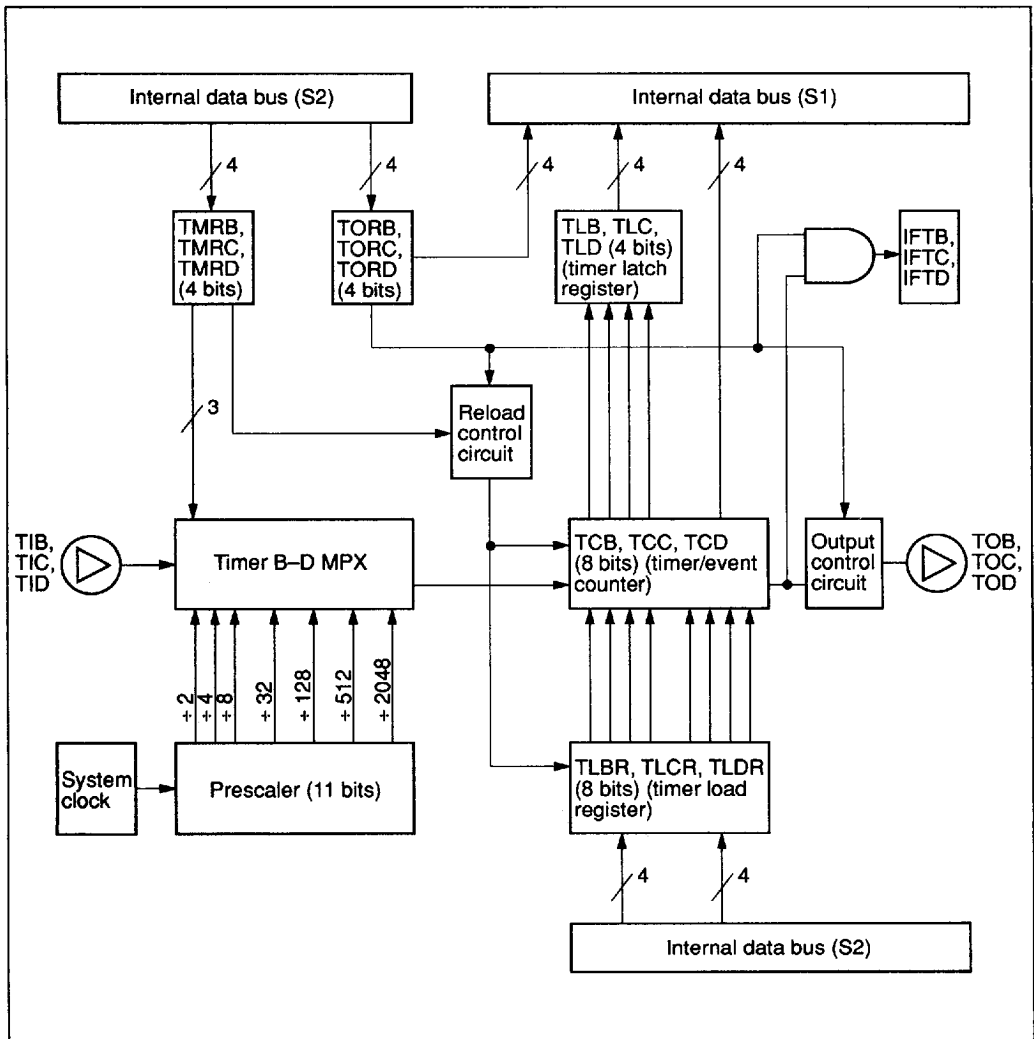 Internal data bus (S2)
Internal data bus (S1)
4
4
4
4
4
TMRB,
TMRC,
TMRD
(4 bits)
TORB,
TORC,
TORD
(4 bits)
TLB, TLC,
TLD (4 bits)
(timer latch
register)
IFTB,
IFTC,
IFTD
3
Reload
control
circuit
TIB,
TIC,
TID
Timer B–D MPX
TCB, TCC, TCD
(8 bits) (timer/event
counter)
Output
control
circuit
TOB,
TOC,
TOD
÷ 2
÷ 4
÷ 8
÷ 32
÷ 128
÷ 512
÷ 2048
System
clock
Prescaler (11 bits)
TLBR, TLCR, TLDR
(8 bits) (timer load
register)
4
4
Internal data bus (S2)